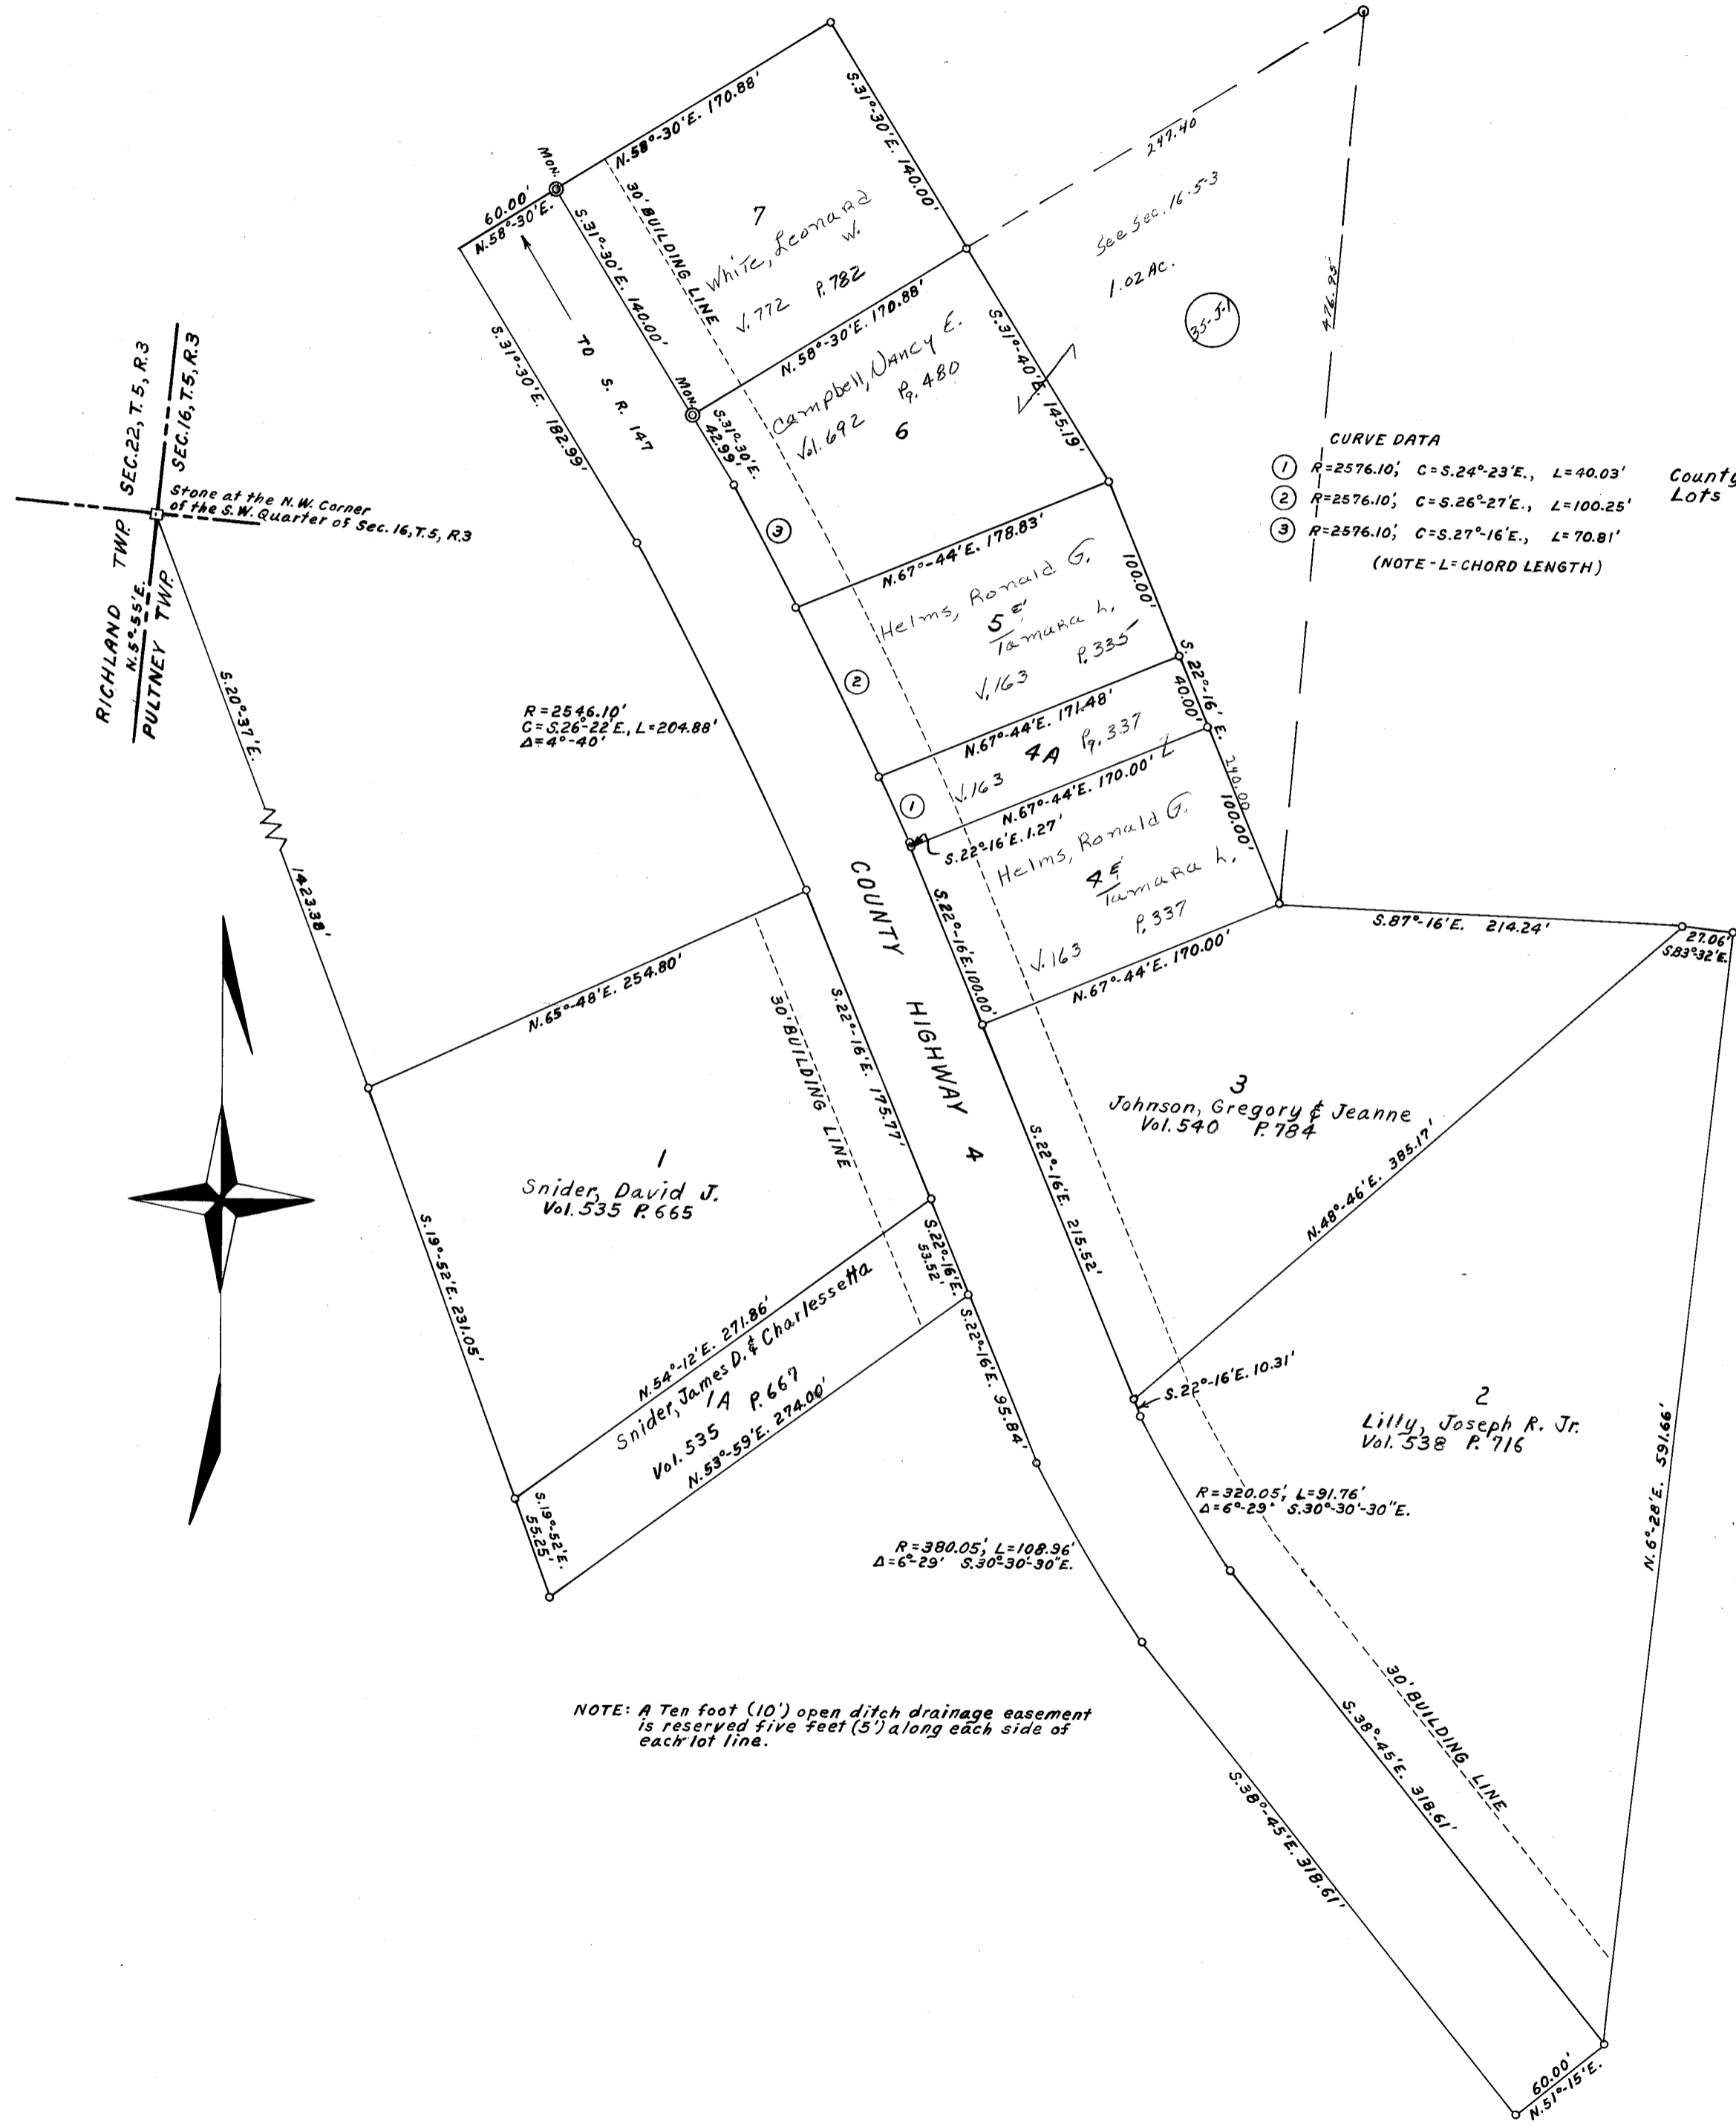 N.58°-30'E. 170.88'
S.31°-30'E. 140.00'
MON.
60.00'
N.58°-30'E.
S.31°-30'E. 140.00'
30' BUILDING LINE
7
White, Leonard
W.
V. 772 P. 782
247.40
See Sec. 16-5-3
1.02 AC.
35-J-1
476.95
TO S. R. 147
S.31°-30'E. 182.99'
MON.
N.58°-30'E. 170.88'
S.31°-30'E.
42.99'
Campbell, Nancy E.
Vol. 692 Pg. 480
6
S.31°-40'E. 145.19'
SEC.22, T.5, R.3
SEC.16, T.5, R.3
Stone at the N.W. Corner
of the S.W. Quarter of Sec.16, T.5, R.3
RICHLAND TWP.
N.5°-55'E.
PULTNEY TWP.
CURVE DATA
1 R=2576.10', C=S.24°-23'E., L=40.03'
2 R=2576.10', C=S.26°-27'E., L=100.25'
3 R=2576.10', C=S.27°-16'E., L=70.81'
(NOTE-L=CHORD LENGTH)
County
Lots
3
N.67°-44'E. 178.83'
100.00'
Helms, Ronald G.
5 &
Tamara L.
V. 163 P. 335
2
N.67°-44'E. 171.48'
S.22°-16'E.
40.00'
4A Pg. 337
V. 163
1
N.67°-44'E. 170.00'
S.22°-16'E. 1.27'
240.00
100.00'
Helms, Ronald G.
4 &
Tamara L.
P. 337
V. 163
S.22°-16'E. 100.00'
N.67°-44'E. 170.00'
S.20°-37'E.
1423.38'
R=2546.10'
C=S.26°-22'E., L=204.88'
Δ=4°-40'
COUNTY HIGHWAY 4
S.87°-16'E. 214.24'
27.06'
S.83°-32'E.
N.65°-48'E. 254.80'
30' BUILDING LINE
S.22°-16'E. 175.77'
1
Snider, David J.
Vol. 535 P. 665
S.19°-52'E. 231.05'
3
Johnson, Gregory & Jeanne
Vol. 540 P. 784
S.22°-16'E. 215.52'
N.48°-46'E. 385.17'
S.22°-16'E.
53.52'
N.54°-12'E. 271.86'
Snider, James D. & Charlessetta
1A P. 667
Vol. 535
N.53°-59'E. 274.00'
S.19°-52'E.
55.25'
S.22°-16'E. 95.84'
S.22°-16'E. 10.31'
2
Lilly, Joseph R. Jr.
Vol. 538 P. 716
N.6°-28'E. 591.66'
R=320.05', L=91.76'
Δ=6°-29' S.30°-30'-30"E.
R=380.05', L=108.96'
Δ=6°-29' S.30°-30'-30"E.
NOTE: A Ten foot (10') open ditch drainage easement
is reserved five feet (5') along each side of
each lot line.
30' BUILDING LINE
S.38°-45'E. 318.61'
S.38°-45'E. 318.61'
60.00'
N.51°-15'E.